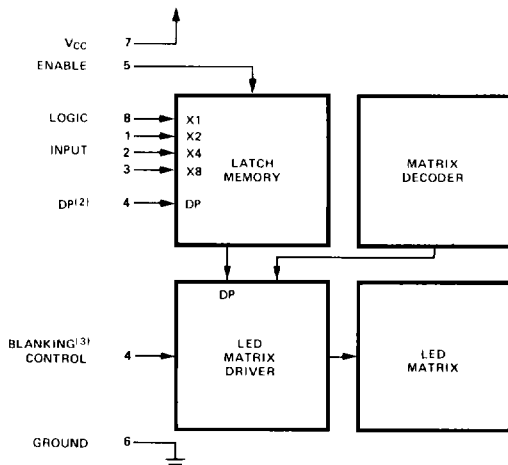 VCC 7
ENABLE 5
LOGIC 8 X1
1 X2
INPUT 2 X4
3 X8
DP(2) 4 DP
LATCH
MEMORY
MATRIX
DECODER
DP
BLANKING(3)
CONTROL 4
LED
MATRIX
DRIVER
LED
MATRIX
GROUND 6